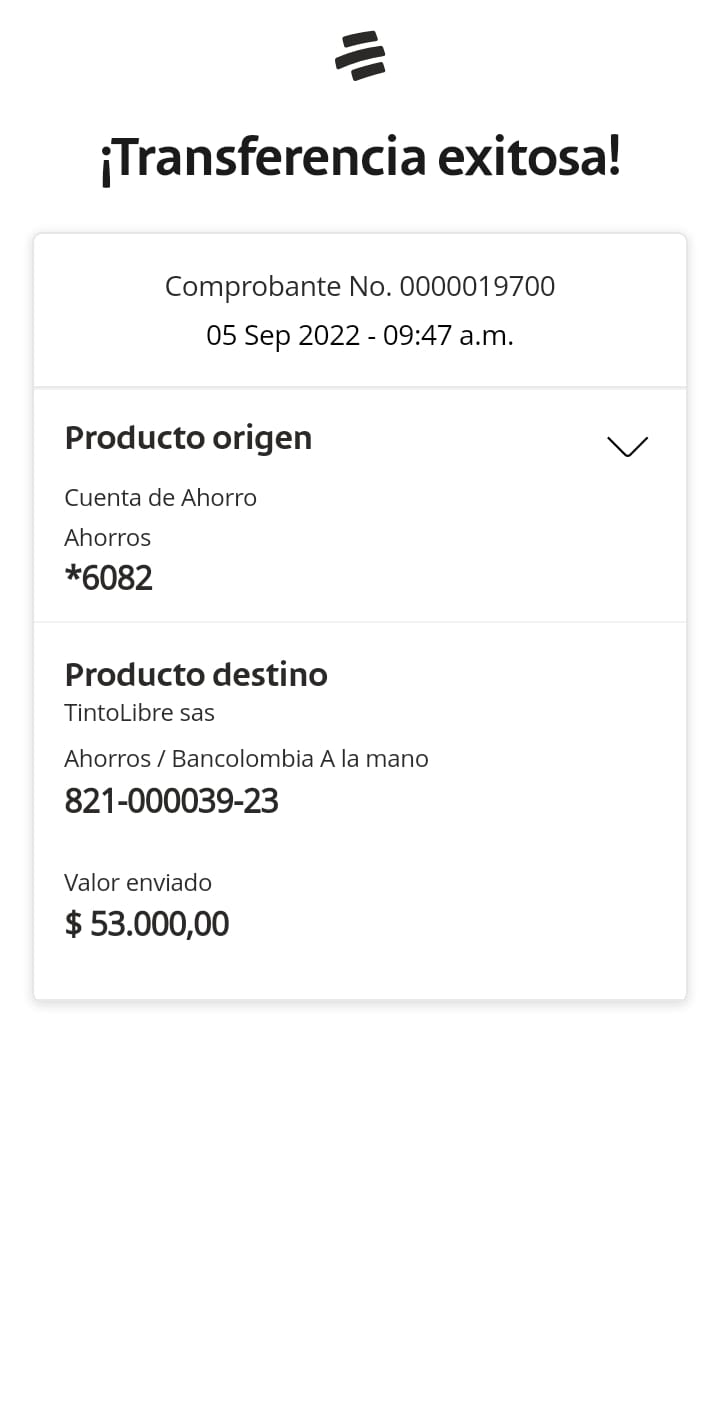 ¡Transferencia exitosa!
Comprobante No. 0000019700
05 Sep 2022 - 09:47 a.m.
Producto origen
Cuenta de Ahorro
Ahorros
*6082
Producto destino
TintoLibre sas
Ahorros / Bancolombia A la mano
821-000039-23
Valor enviado
$ 53.000,00